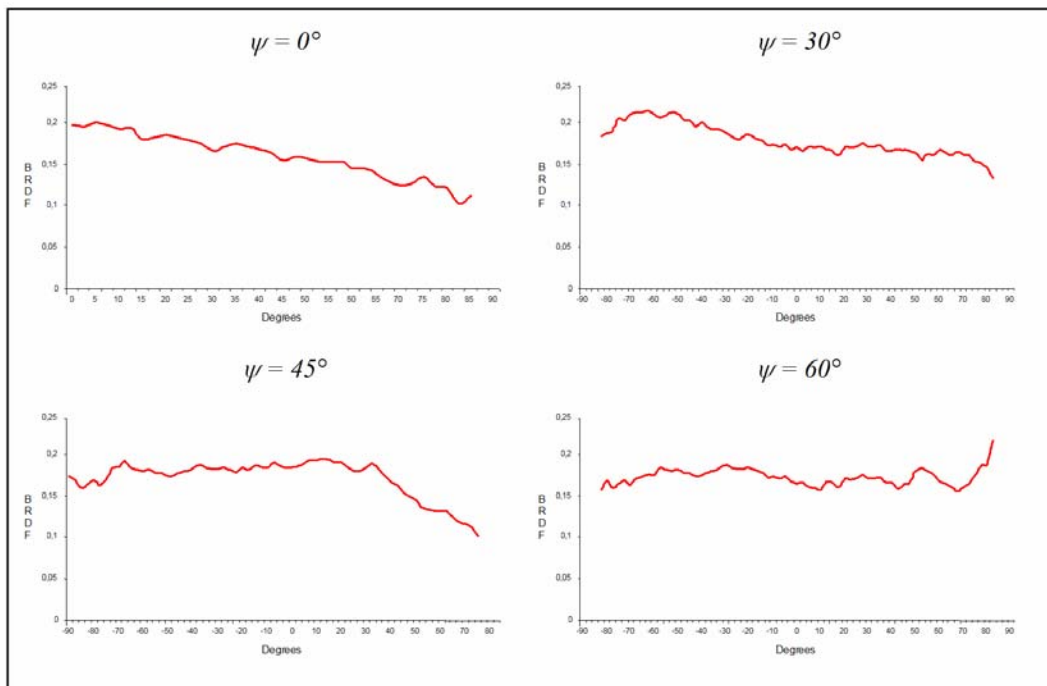 ψ = 0°
0,25
0,2
0,15
0,1
0,05
0
B
R
D
F
0 5 10 15 20 25 30 35 40 45 50 55 60 65 70 75 80 85 90
Degrees
ψ = 30°
0,25
0,2
0,15
0,1
0,05
0
B
R
D
F
-90 -80 -70 -60 -50 -40 -30 -20 -10 0 10 20 30 40 50 60 70 80 90
Degrees
ψ = 45°
0,25
0,2
0,15
0,1
0,05
0
B
R
D
F
-90 -80 -70 -60 -50 -40 -30 -20 -10 0 10 20 30 40 50 60 70 80
Degrees
ψ = 60°
0,25
0,2
0,15
0,1
0,05
0
B
R
D
F
-90 -80 -70 -60 -50 -40 -30 -20 -10 0 10 20 30 40 50 60 70 80 90
Degrees